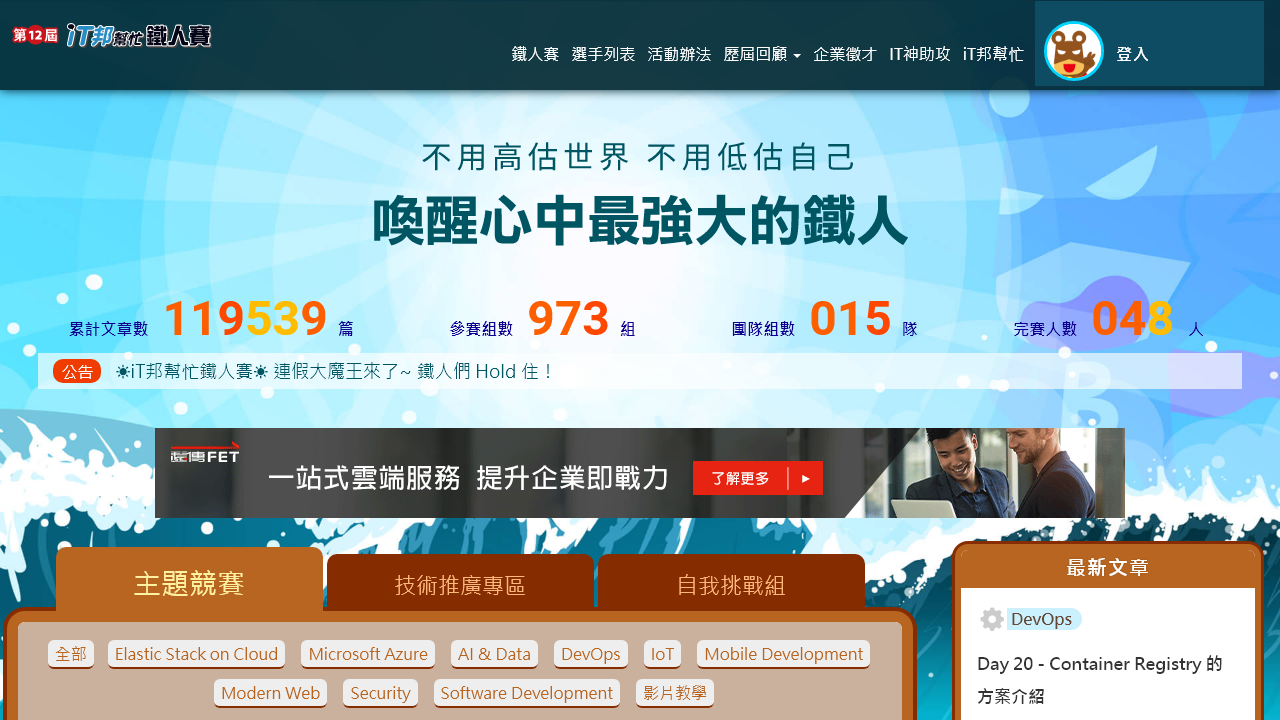 第12屆 iT邦幫忙鐵人賽
鐵人賽 選手列表 活動辦法 歷屆回顧 企業徵才 IT神助攻 iT邦幫忙 登入
不用高估世界 不用低估自己
喚醒心中最強大的鐵人
累計文章數 119539 篇 參賽組數 973 組 團隊組數 015 隊 完賽人數 048 人
公告 ☀iT邦幫忙鐵人賽☀ 連假大魔王來了~ 鐵人們 Hold 住！
遠傳FET
一站式雲端服務 提升企業即戰力 了解更多
主題競賽 技術推廣專區 自我挑戰組
全部 Elastic Stack on Cloud Microsoft Azure AI & Data DevOps IoT Mobile Development
Modern Web Security Software Development 影片教學
最新文章
DevOps
Day 20 - Container Registry 的
方案介紹